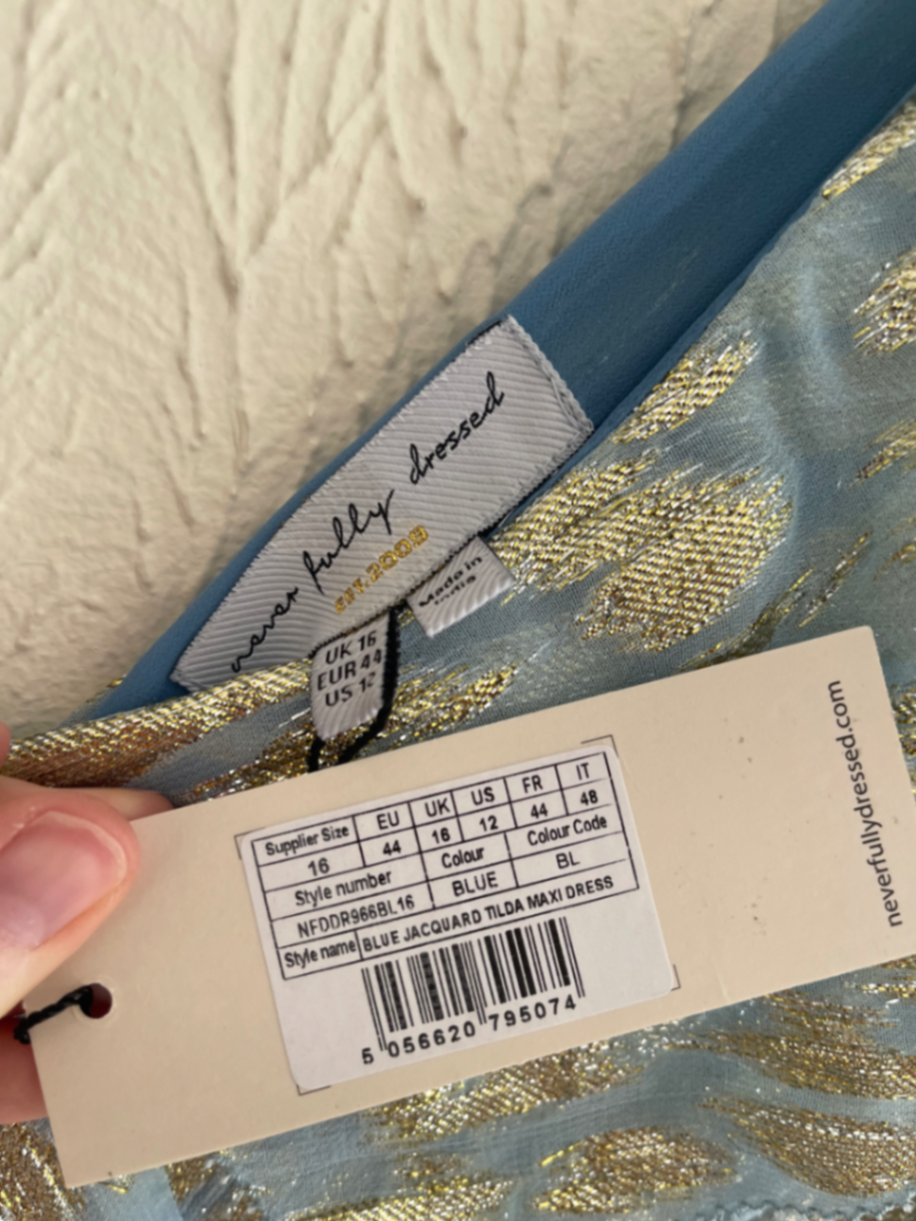 never fully dressed
EST.2009
Made in
India
UK 16
EUR 44
US 12
neverfullydressed.com
Supplier Size EU UK US FR IT
16 44 16 12 44 48
Style number Colour Colour Code
NFDDR966BL16 BLUE BL
Style name BLUE JACQUARD TILDA MAXI DRESS
5 056620 795074